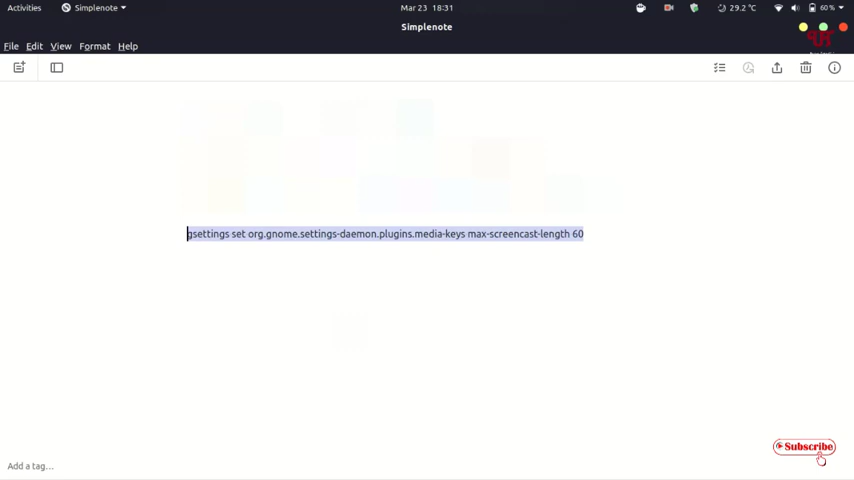 Activities Simplenote Mar 23 18:31 29.2 °C 60%
Simplenote
File Edit View Format Help
gsettings set org.gnome.settings-daemon.plugins.media-keys max-screencast-length 60
Subscribe
Add a tag...